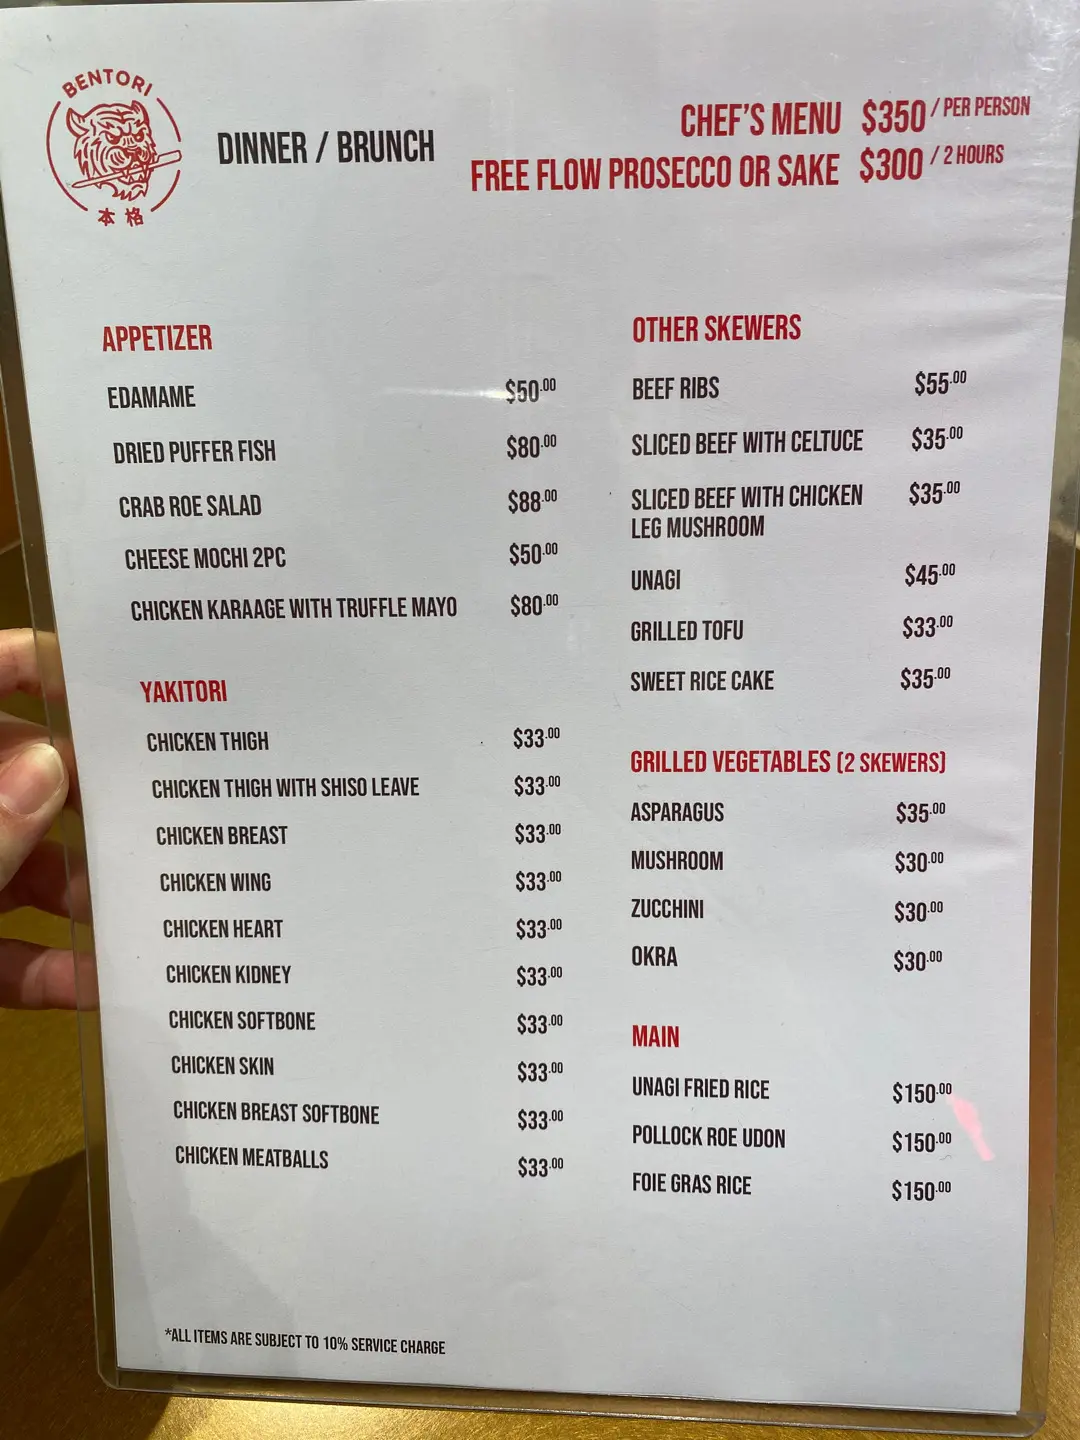 BENTORI
本格
DINNER / BRUNCH
CHEF'S MENU $350 / PER PERSON
FREE FLOW PROSECCO OR SAKE $300 / 2 HOURS
APPETIZER
EDAMAME $50.00
DRIED PUFFER FISH $80.00
CRAB ROE SALAD $88.00
CHEESE MOCHI 2PC $50.00
CHICKEN KARAAGE WITH TRUFFLE MAYO $80.00
YAKITORI
CHICKEN THIGH $33.00
CHICKEN THIGH WITH SHISO LEAVE $33.00
CHICKEN BREAST $33.00
CHICKEN WING $33.00
CHICKEN HEART $33.00
CHICKEN KIDNEY $33.00
CHICKEN SOFTBONE $33.00
CHICKEN SKIN $33.00
CHICKEN BREAST SOFTBONE $33.00
CHICKEN MEATBALLS $33.00
OTHER SKEWERS
BEEF RIBS $55.00
SLICED BEEF WITH CELTUCE $35.00
SLICED BEEF WITH CHICKEN $35.00
LEG MUSHROOM
UNAGI $45.00
GRILLED TOFU $33.00
SWEET RICE CAKE $35.00
GRILLED VEGETABLES (2 SKEWERS)
ASPARAGUS $35.00
MUSHROOM $30.00
ZUCCHINI $30.00
OKRA $30.00
MAIN
UNAGI FRIED RICE $150.00
POLLOCK ROE UDON $150.00
FOIE GRAS RICE $150.00
*ALL ITEMS ARE SUBJECT TO 10% SERVICE CHARGE